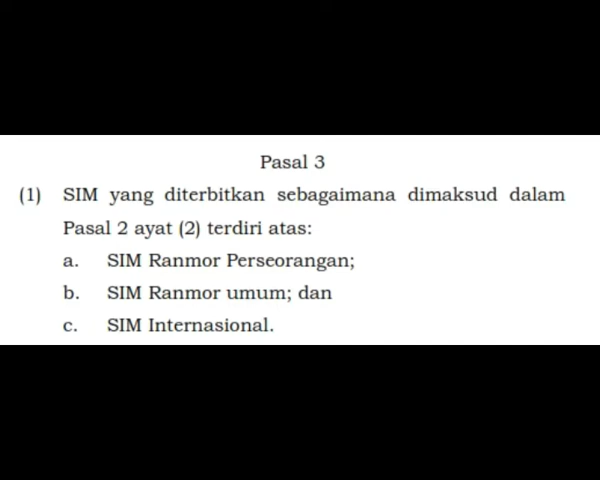 Pasal 3
(1) SIM yang diterbitkan sebagaimana dimaksud dalam
Pasal 2 ayat (2) terdiri atas:
a. SIM Ranmor Perseorangan;
b. SIM Ranmor umum; dan
c. SIM Internasional.